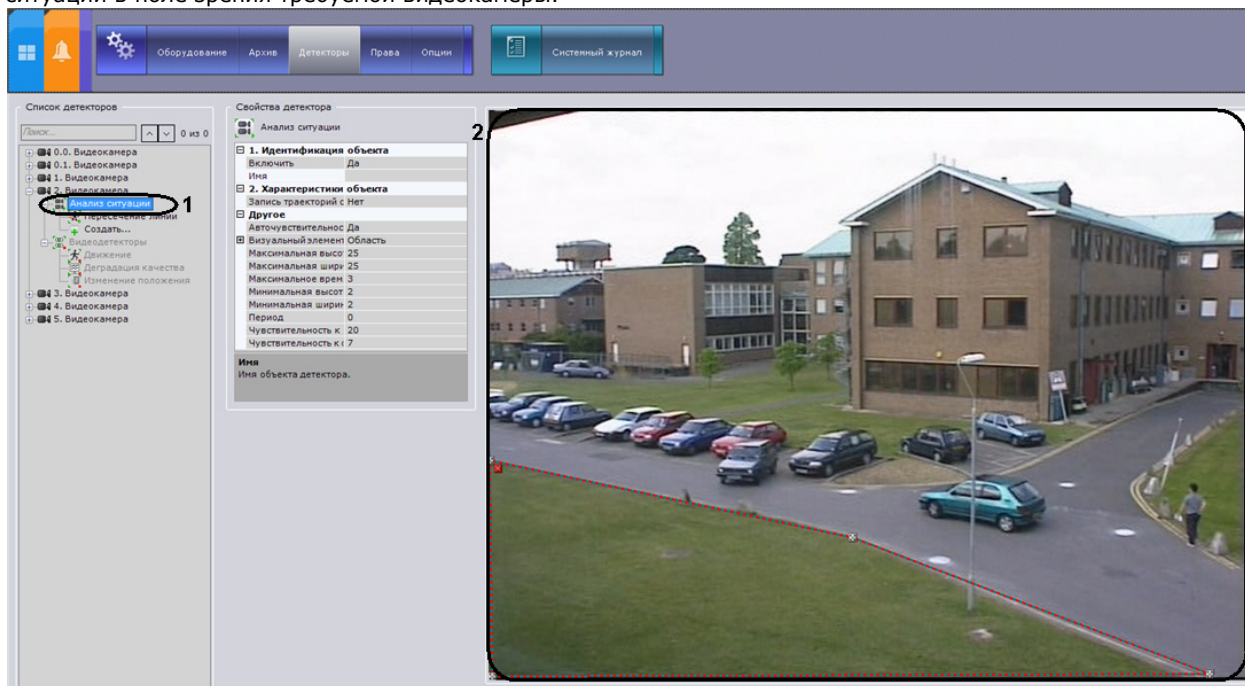 ситуации в поле зрения требуемой видеокамеры.
Оборудование Архив Детекторы Права Опции Системный журнал
Список детекторов
Поиск... 0 из 0
0.0. Видеокамера
0.1. Видеокамера
1. Видеокамера
2. Видеокамера
Анализ ситуации 1
Пересечение линии
Создать...
Видеодетекторы
Движение
Деградация качества
Изменение положения
3. Видеокамера
4. Видеокамера
5. Видеокамера
Свойства детектора
Анализ ситуации
1. Идентификация объекта
Включить Да
Имя
2. Характеристики объекта
Запись траекторий с Нет
Другое
Авточувствительнос Да
Визуальный элемент Область
Максимальная высо 25
Максимальная шири 25
Максимальное врем 3
Минимальная высот 2
Минимальная ширин 2
Период 0
Чувствительность к 20
Чувствительность к 7
Имя
Имя объекта детектора.
2